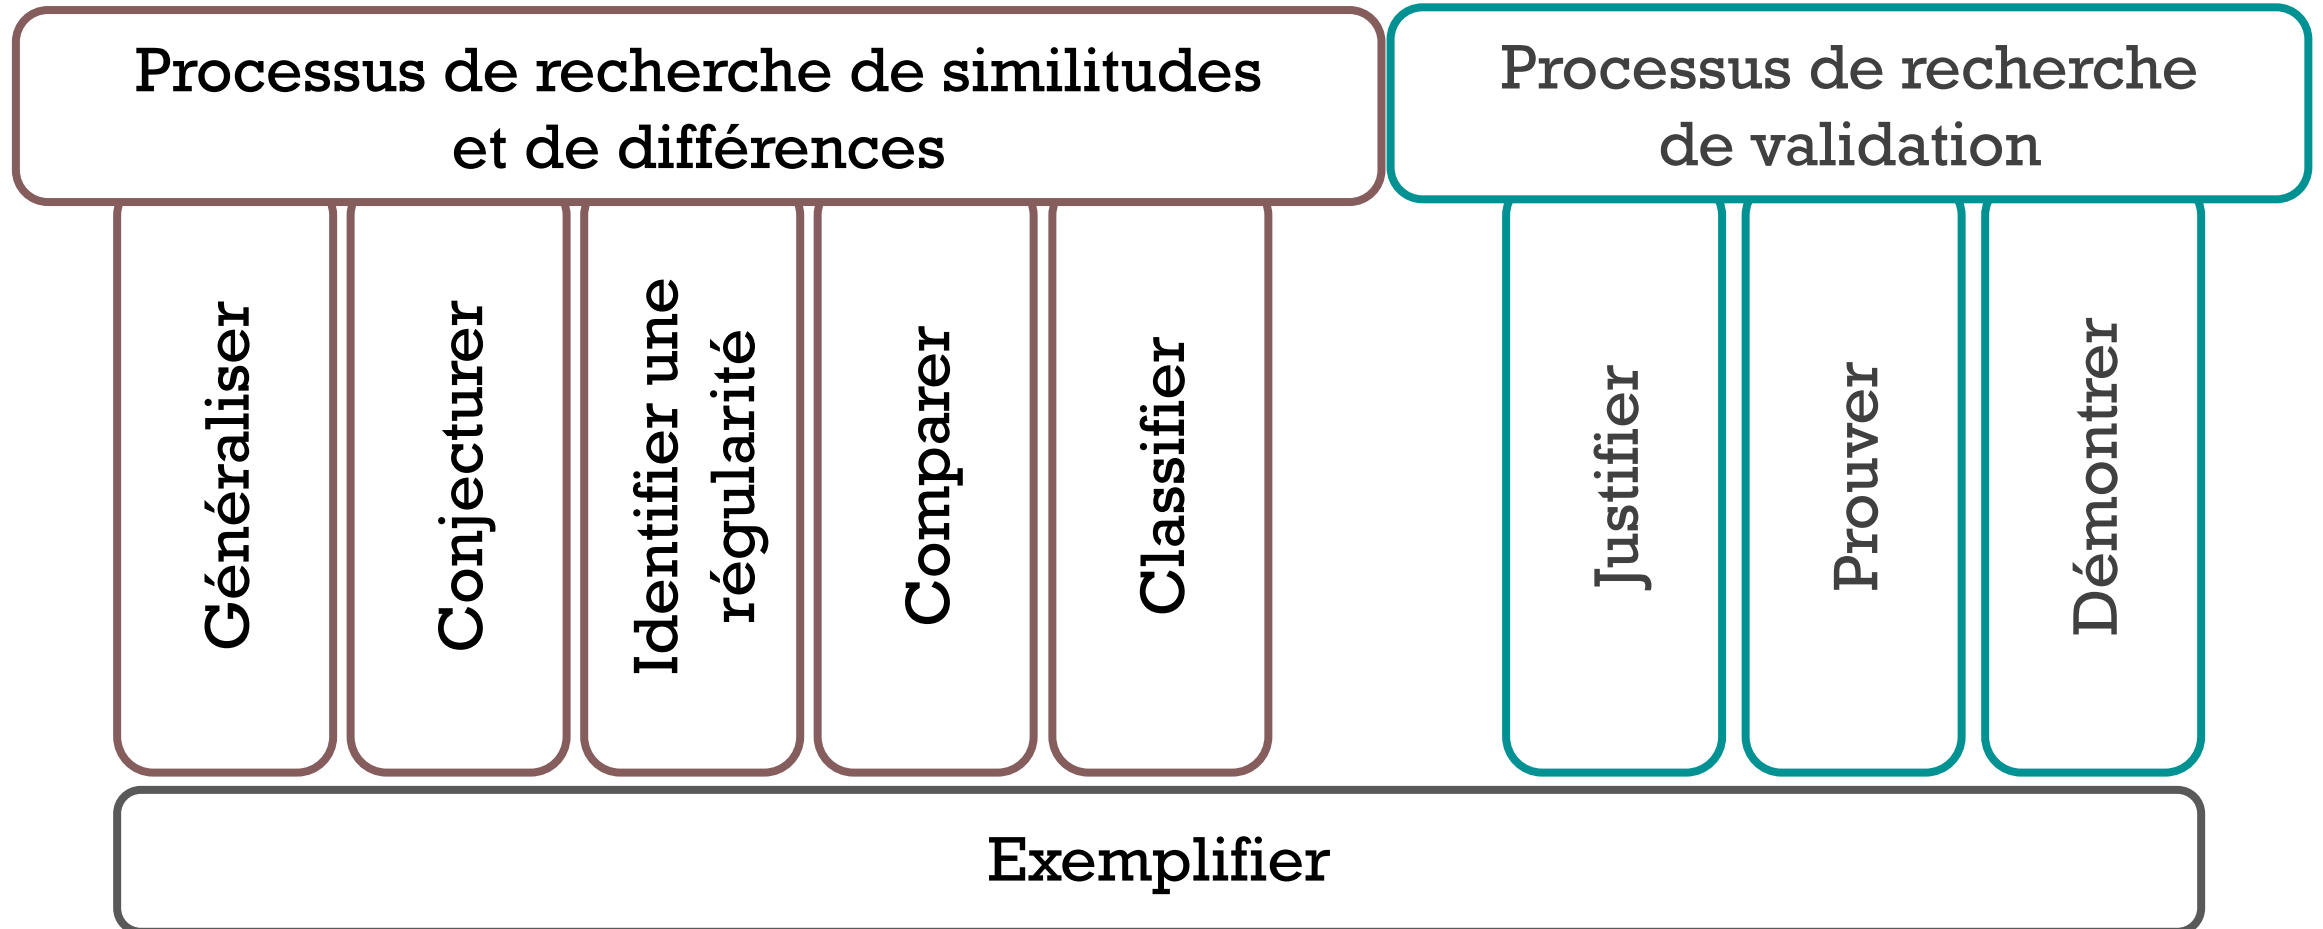 Processus de recherche de similitudes
et de différences
Processus de recherche
de validation
Généraliser
Conjecturer
Identifier une
régularité
Comparer
Classifier
Justifier
Prouver
Démontrer
Exemplifier